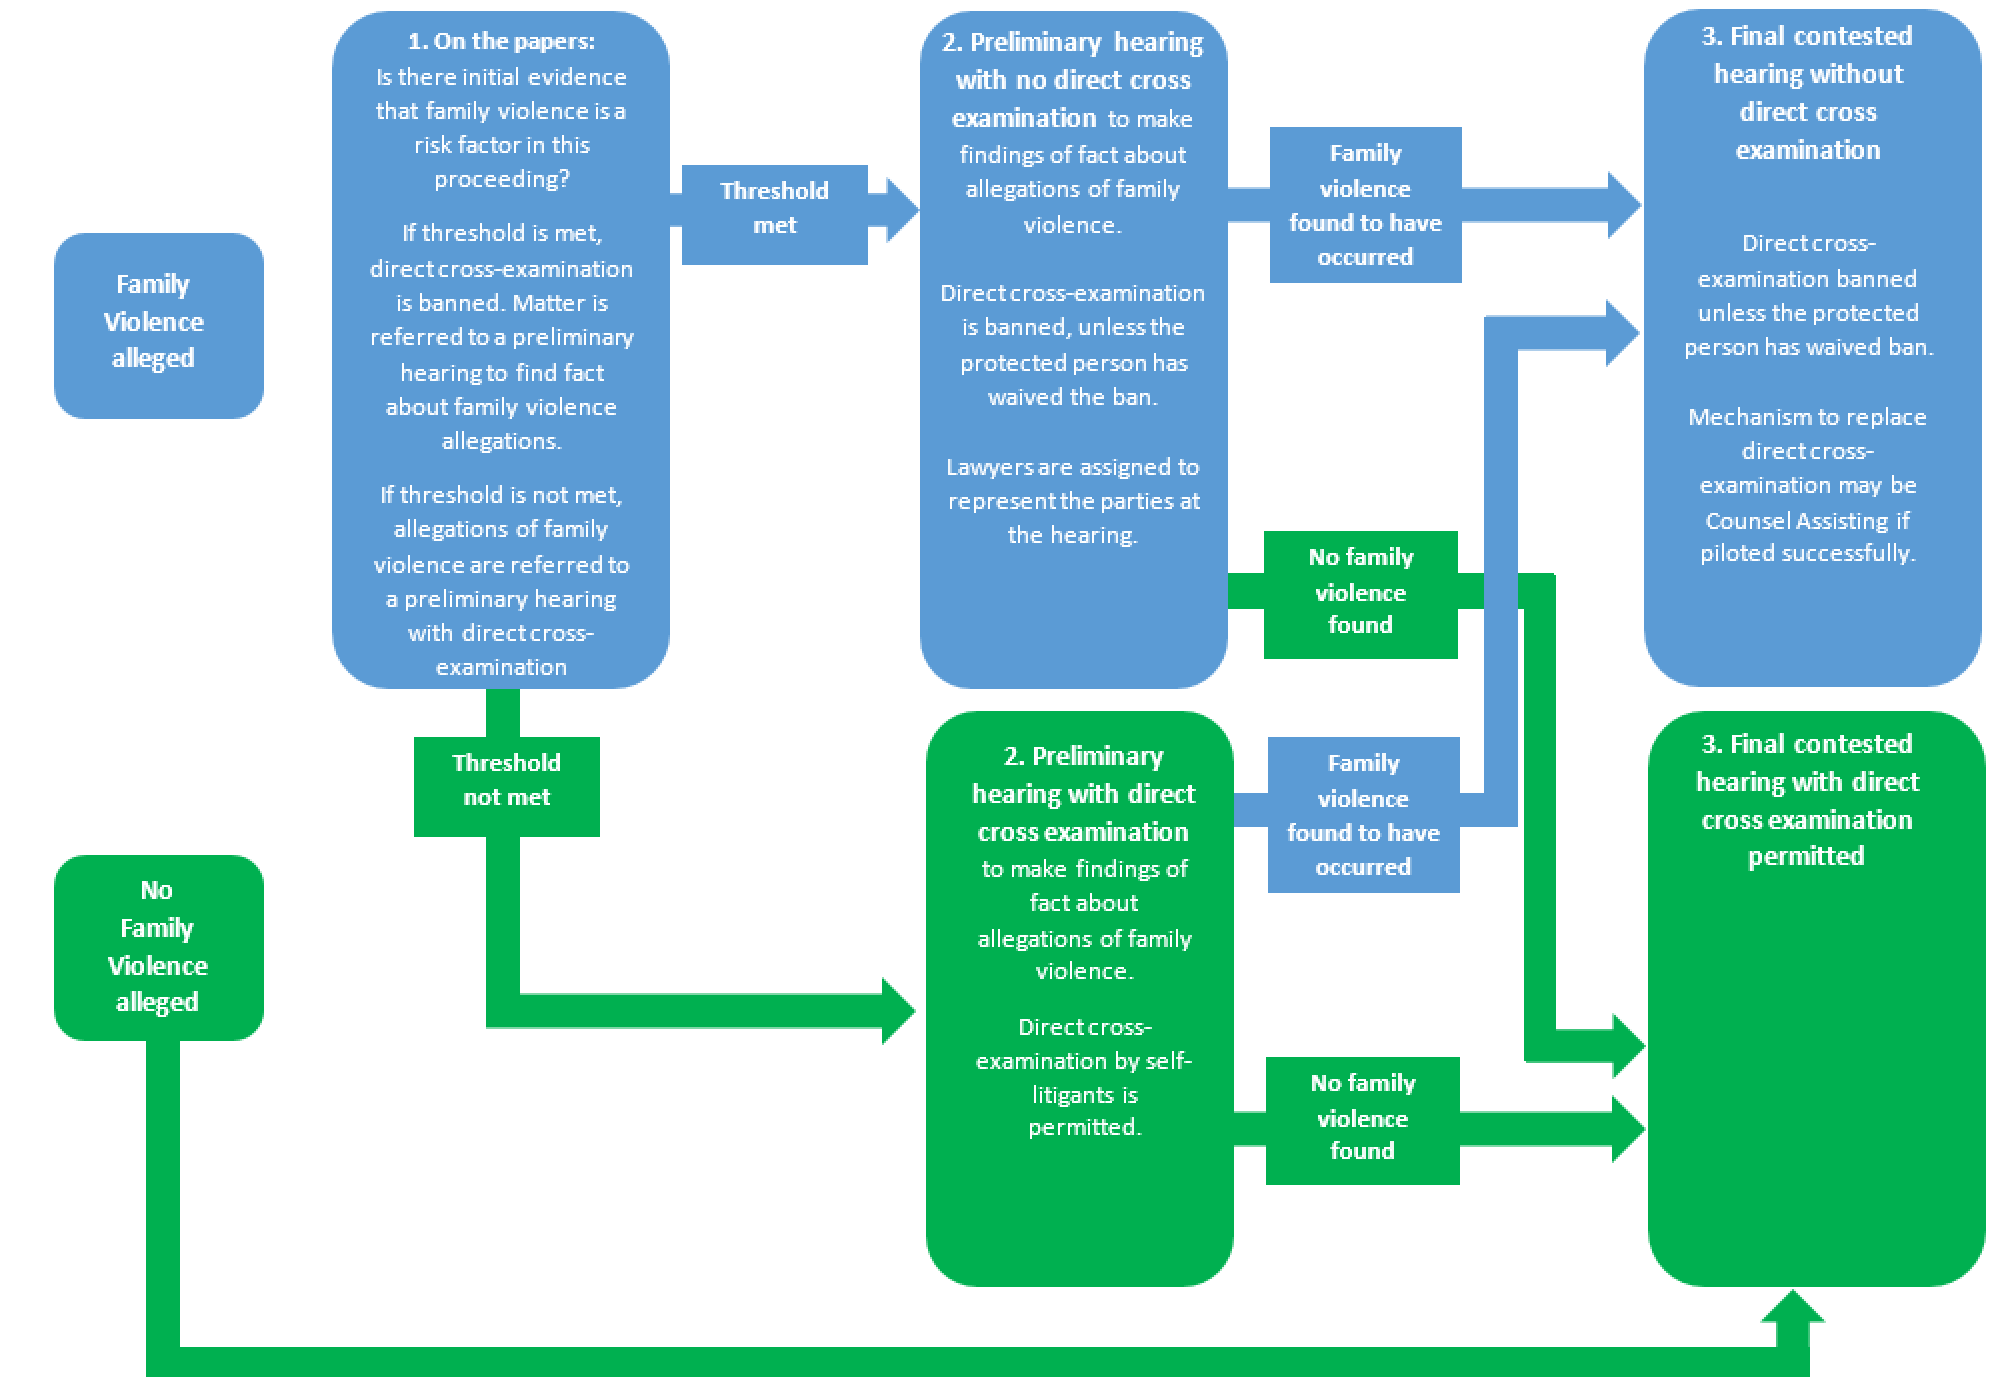 Family
Violence
alleged
1. On the papers:
Is there initial evidence
that family violence is a
risk factor in this
proceeding?
If threshold is met,
direct cross-examination
is banned. Matter is
referred to a preliminary
hearing to find fact
about family violence
allegations.
If threshold is not met,
allegations of family
violence are referred to
a preliminary hearing
with direct cross-
examination
Threshold
met
2. Preliminary hearing
with no direct cross
examination to make
findings of fact about
allegations of family
violence.
Direct cross-examination
is banned, unless the
protected person has
waived the ban.
Lawyers are assigned to
represent the parties at
the hearing.
Family
violence
found to have
occurred
No family
violence
found
3. Final contested
hearing without
direct cross
examination
Direct cross-
examination banned
unless the protected
person has waived ban.
Mechanism to replace
direct cross-
examination may be
Counsel Assisting if
piloted successfully.
Threshold
not met
No
Family
Violence
alleged
2. Preliminary
hearing with direct
cross examination
to make findings of
fact about
allegations of family
violence.
Direct cross-
examination by self-
litigants is
permitted.
Family
violence
found to have
occurred
No family
violence
found
3. Final contested
hearing with direct
cross examination
permitted